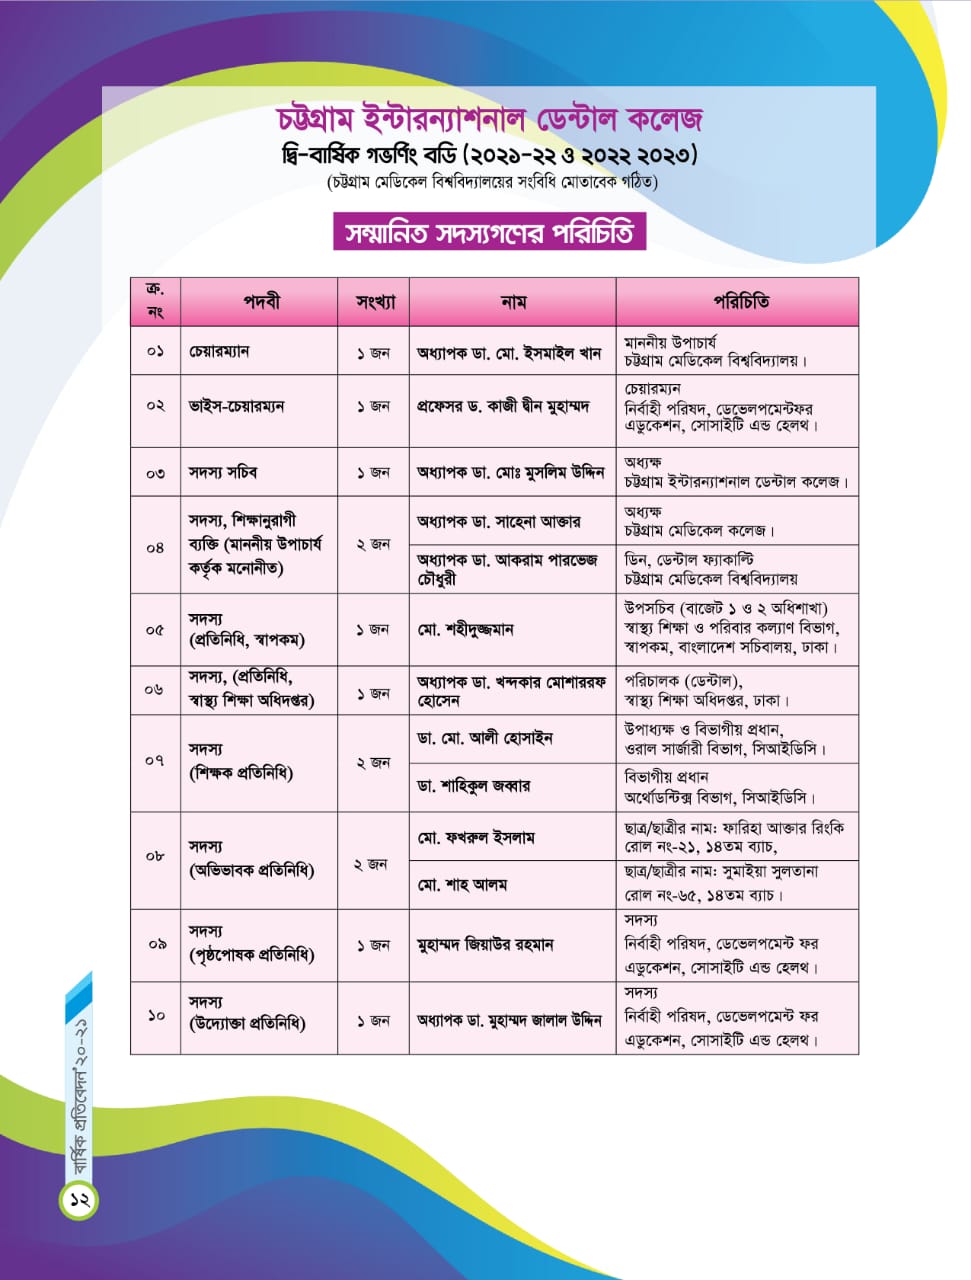 চট্টগ্রাম ইন্টারন্যাশনাল ডেন্টাল কলেজ
দ্বি-বার্ষিক গভর্ণিং বডি (২০২১-২২ ও ২০২২ ২০২৩)
(চট্টগ্রাম মেডিকেল বিশ্ববিদ্যালয়ের সংবিধি মোতাবেক গঠিত)
সম্মানিত সদস্যগণের পরিচিতি
ক্র.
নং
পদবী
সংখ্যা
নাম
পরিচিতি
০১
চেয়ারম্যান
১ জন
অধ্যাপক ডা. মো. ইসমাইল খান
মাননীয় উপাচার্য
চট্টগ্রাম মেডিকেল বিশ্ববিদ্যালয়।
০২
ভাইস-চেয়ারম্যন
১ জন
প্রফেসর ড. কাজী দ্বীন মুহাম্মদ
চেয়ারম্যন
নির্বাহী পরিষদ, ডেভেলপমেন্টফর
এডুকেশন, সোসাইটি এন্ড হেলথ।
০৩
সদস্য সচিব
১ জন
অধ্যাপক ডা. মোঃ মুসলিম উদ্দিন
অধ্যক্ষ
চট্টগ্রাম ইন্টারন্যাশনাল ডেন্টাল কলেজ।
০৪
সদস্য, শিক্ষানুরাগী
ব্যক্তি (মাননীয় উপাচার্য
কর্তৃক মনোনীত)
২ জন
অধ্যাপক ডা. সাহেনা আক্তার
অধ্যক্ষ
চট্টগ্রাম মেডিকেল কলেজ।
অধ্যাপক ডা. আকরাম পারভেজ
চৌধুরী
ডিন, ডেন্টাল ফ্যাকাল্টি
চট্টগ্রাম মেডিকেল বিশ্ববিদ্যালয়
০৫
সদস্য
(প্রতিনিধি, স্বাপকম)
১ জন
মো. শহীদুজ্জমান
উপসচিব (বাজেট ১ ও ২ অধিশাখা)
স্বাস্থ্য শিক্ষা ও পরিবার কল্যাণ বিভাগ,
স্বাপকম, বাংলাদেশ সচিবালয়, ঢাকা।
০৬
সদস্য, (প্রতিনিধি,
স্বাস্থ্য শিক্ষা অধিদপ্তর)
১ জন
অধ্যাপক ডা. খন্দকার মোশাররফ
হোসেন
পরিচালক (ডেন্টাল),
স্বাস্থ্য শিক্ষা অধিদপ্তর, ঢাকা।
০৭
সদস্য
(শিক্ষক প্রতিনিধি)
২ জন
ডা. মো. আলী হোসাইন
উপাধ্যক্ষ ও বিভাগীয় প্রধান,
ওরাল সার্জারী বিভাগ, সিআইডিসি।
ডা. শাহিকুল জব্বার
বিভাগীয় প্রধান
অর্থোডন্টিক্স বিভাগ, সিআইডিসি।
০৮
সদস্য
(অভিভাবক প্রতিনিধি)
২ জন
মো. ফখরুল ইসলাম
ছাত্র/ছাত্রীর নাম: ফারিহা আক্তার রিংকি
রোল নং-২১, ১৪তম ব্যাচ,
মো. শাহ আলম
ছাত্র/ছাত্রীর নাম: সুমাইয়া সুলতানা
রোল নং-৬৫, ১৪তম ব্যাচ।
০৯
সদস্য
(পৃষ্ঠপোষক প্রতিনিধি)
১ জন
মুহাম্মদ জিয়াউর রহমান
সদস্য
নির্বাহী পরিষদ, ডেভেলপমেন্ট ফর
এডুকেশন, সোসাইটি এন্ড হেলথ।
১০
সদস্য
(উদ্যোক্তা প্রতিনিধি)
১ জন
অধ্যাপক ডা. মুহাম্মদ জালাল উদ্দিন
সদস্য
নির্বাহী পরিষদ, ডেভেলপমেন্ট ফর
এডুকেশন, সোসাইটি এন্ড হেলথ।
বার্ষিক প্রতিবেদন'২০-২১
১২